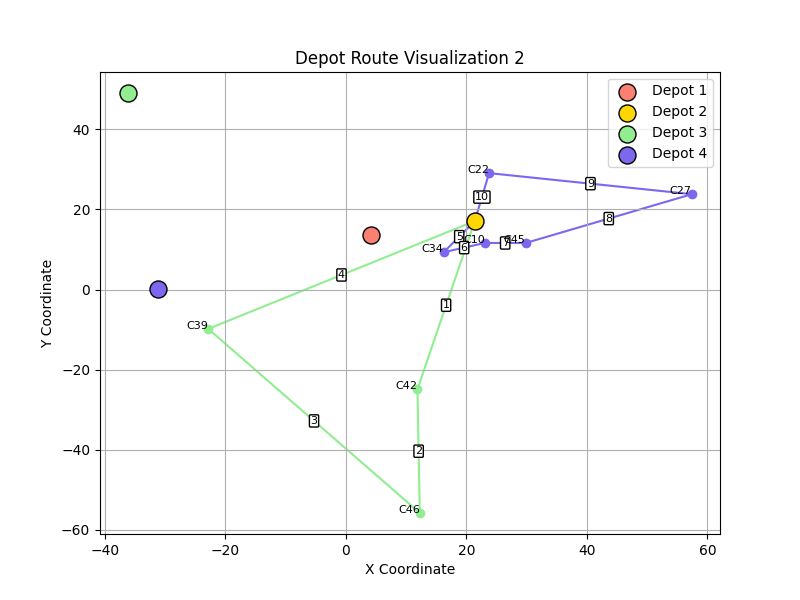 Depot Route Visualization 2
Depot 1
Depot 2
Depot 3
Depot 4
Y Coordinate
40
20
0
−20
−40
−60
−40
−20
0
20
40
60
X Coordinate
C22
9
C27
10
8
5
C10
7
C45
C34
6
4
1
C39
C42
3
2
C46